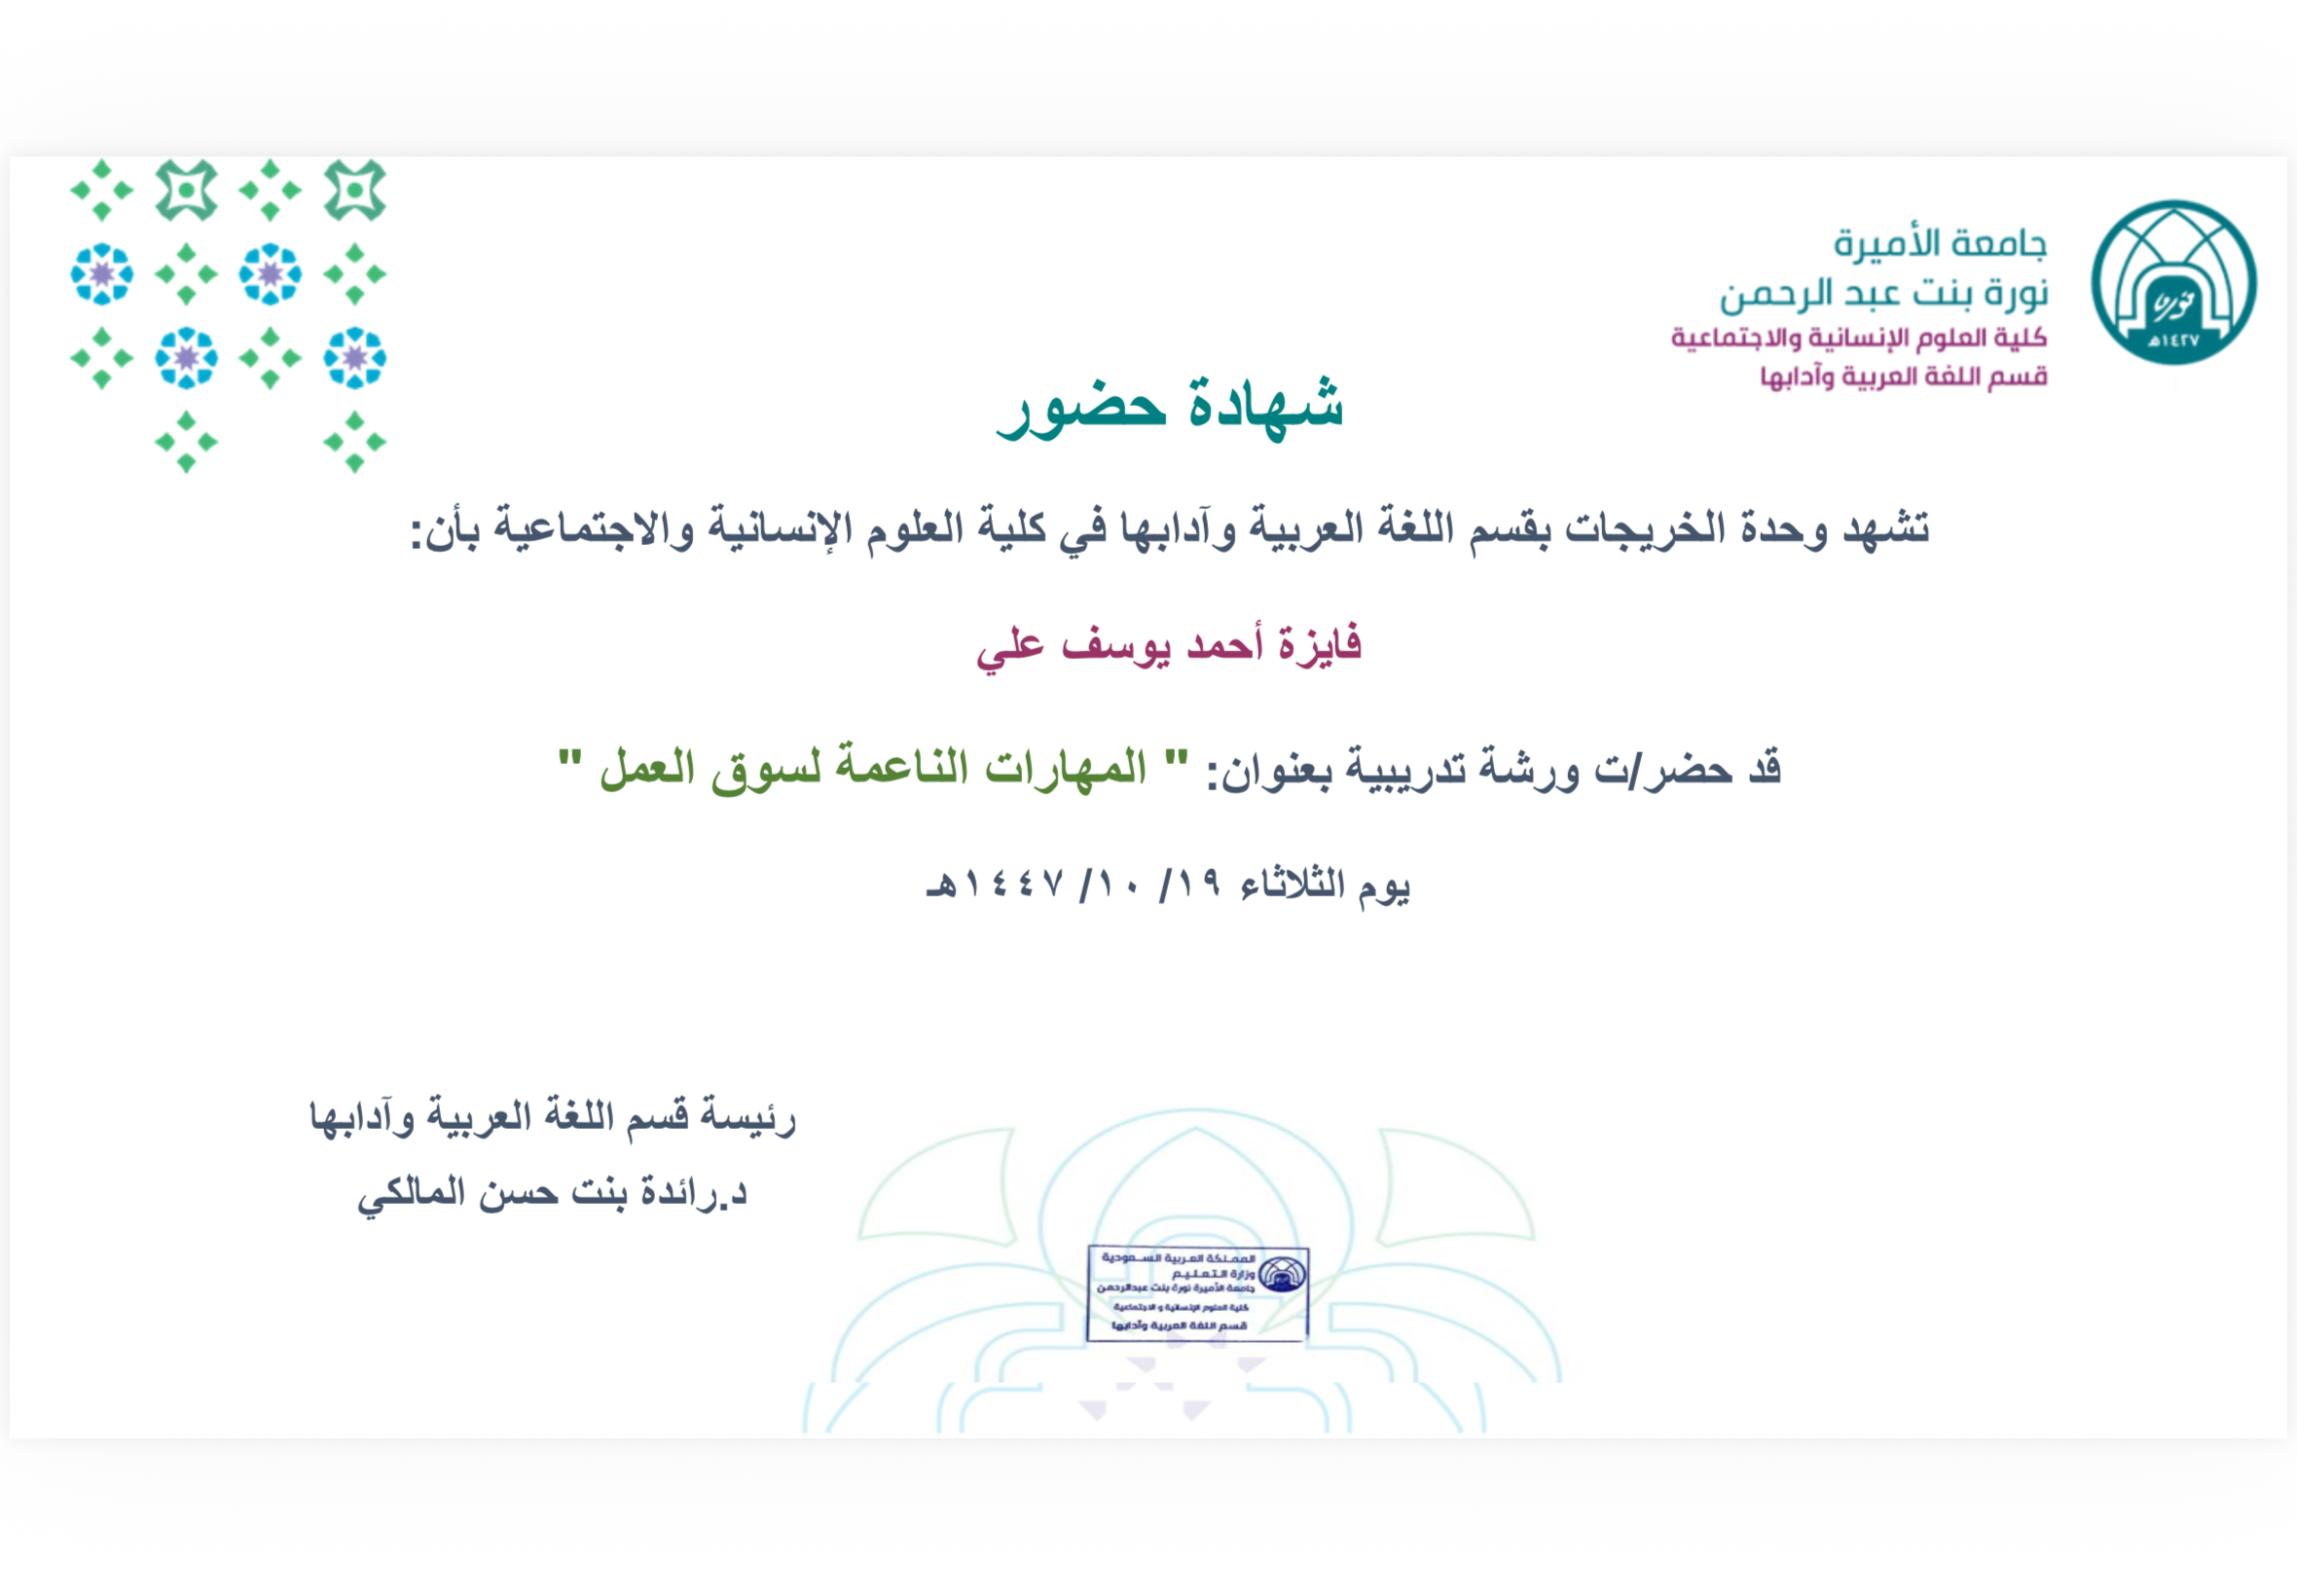 جامعة الأميرة
نورة بنت عبد الرحمن
كلية العلوم الإنسانية والاجتماعية
قسم اللغة العربية وآدابها
١٤٢٧هـ
شهادة حضور
تشهد وحدة الخريجات بقسم اللغة العربية وآدابها في كلية العلوم الإنسانية والاجتماعية بأن:
فايزة أحمد يوسف علي
قد حضر/ت ورشة تدريبية بعنوان: " المهارات الناعمة لسوق العمل "
يوم الثلاثاء ١٩/ ١٠/ ١٤٤٧هـ
رئيسة قسم اللغة العربية وآدابها
د.رائدة بنت حسن المالكي
المملكة العربية السعودية
وزارة التعليم
جامعة الأميرة نورة بنت عبدالرحمن
كلية العلوم الإنسانية و الاجتماعية
قسم اللغة العربية وآدابها